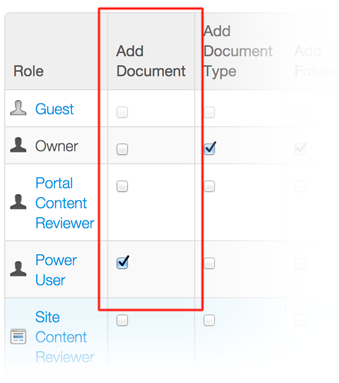 Role
Add
Document
Add
Document
Type
Add
Folder
Guest
Owner
Portal
Content
Reviewer
Power
User
Site
Content
Reviewer